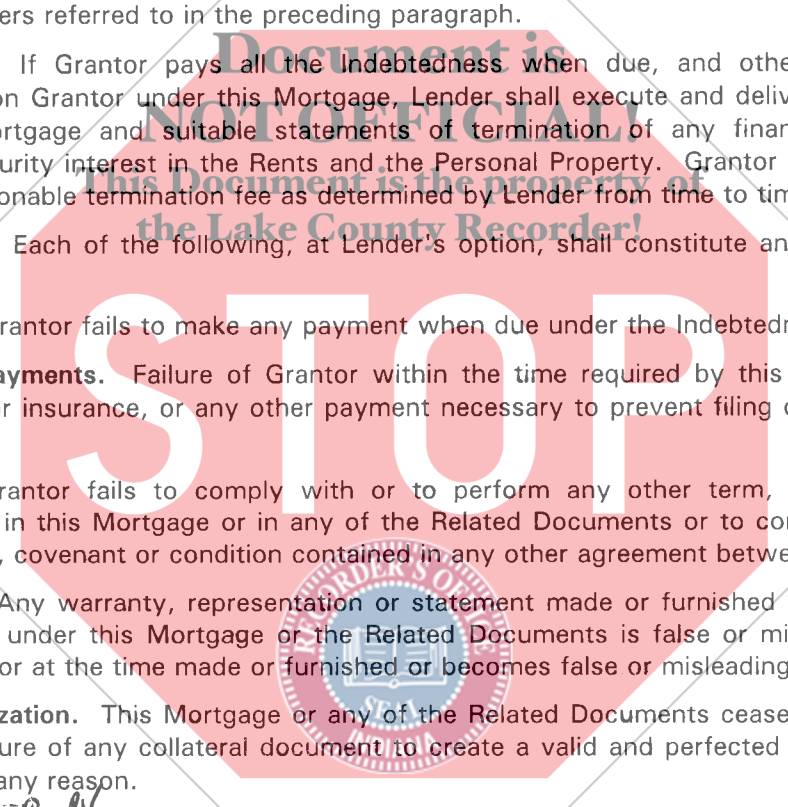 ers referred to in the preceding paragraph.
Document is
If Grantor pays all the Indebtedness when due, and othe
on Grantor under this Mortgage, Lender shall execute and deliv
NOT OFFICIAL!
ortgage and suitable statements of termination of any finan
urity interest in the Rents and the Personal Property. Grantor
This Document is the property of
onable termination fee as determined by Lender from time to tim
the Lake County Recorder!
Each of the following, at Lender's option, shall constitute an
rantor fails to make any payment when due under the Indebtedn
ayments. Failure of Grantor within the time required by this
or insurance, or any other payment necessary to prevent filing o
STOP
rantor fails to comply with or to perform any other term,
in this Mortgage or in any of the Related Documents or to co
, covenant or condition contained in any other agreement betwe
RECORDER'S OFFICE
Any warranty, representation or statement made or furnished
under this Mortgage or the Related Documents is false or mi
or at the time made or furnished or becomes false or misleading
SEAL
zation. This Mortgage or any of the Related Documents cease
INDIANA
ure of any collateral document to create a valid and perfected
any reason.